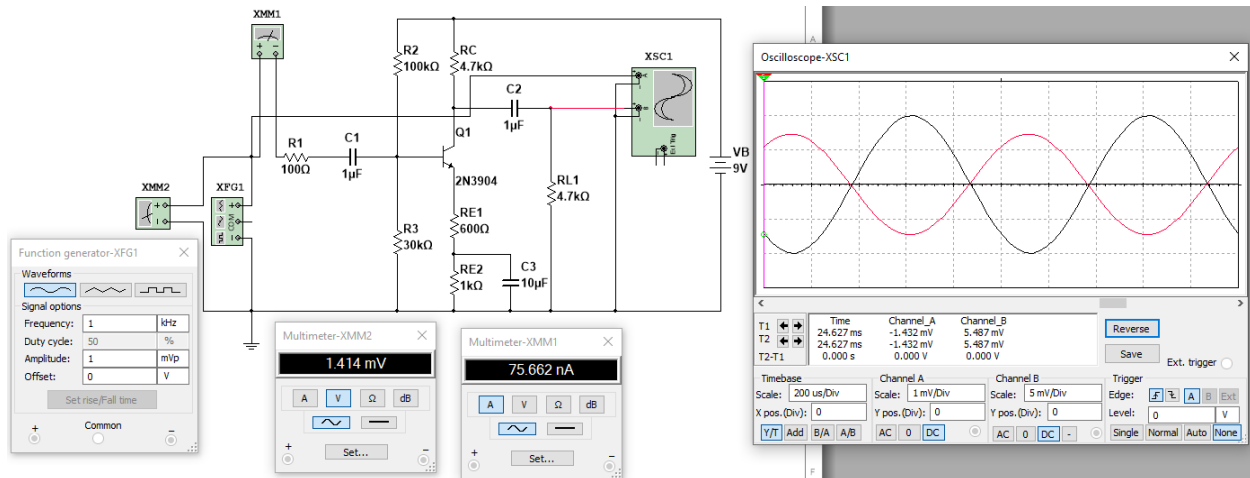 XMM1
R2
100kΩ
RC
4.7kΩ
XSC1
A
B
Ext Trig
C2
1µF
Q1
2N3904
R1
100Ω
C1
1µF
VB
9V
RL1
4.7kΩ
XMM2
XFG1
COM
RE1
600Ω
R3
30kΩ
C3
10µF
RE2
1kΩ
A
F
Function generator-XFG1
Waveforms
Signal options
Frequency: 1 kHz
Duty cycle: 50 %
Amplitude: 1 mVp
Offset: 0 V
Set rise/Fall time
+ Common −
Multimeter-XMM2
1.414 mV
A V Ω dB
+ Set... −
Multimeter-XMM1
75.662 nA
A V Ω dB
+ Set... −
Oscilloscope-XSC1
Time Channel_A Channel_B
T1 24.627 ms -1.432 mV 5.487 mV
T2 24.627 ms -1.432 mV 5.487 mV
T2-T1 0.000 s 0.000 V 0.000 V
Reverse
Save
Ext. trigger
Timebase
Scale: 200 us/Div
X pos.(Div): 0
Y/T Add B/A A/B
Channel A
Scale: 1 mV/Div
Y pos.(Div): 0
AC 0 DC
Channel B
Scale: 5 mV/Div
Y pos.(Div): 0
AC 0 DC -
Trigger
Edge: A B Ext
Level: 0 V
Single Normal Auto None